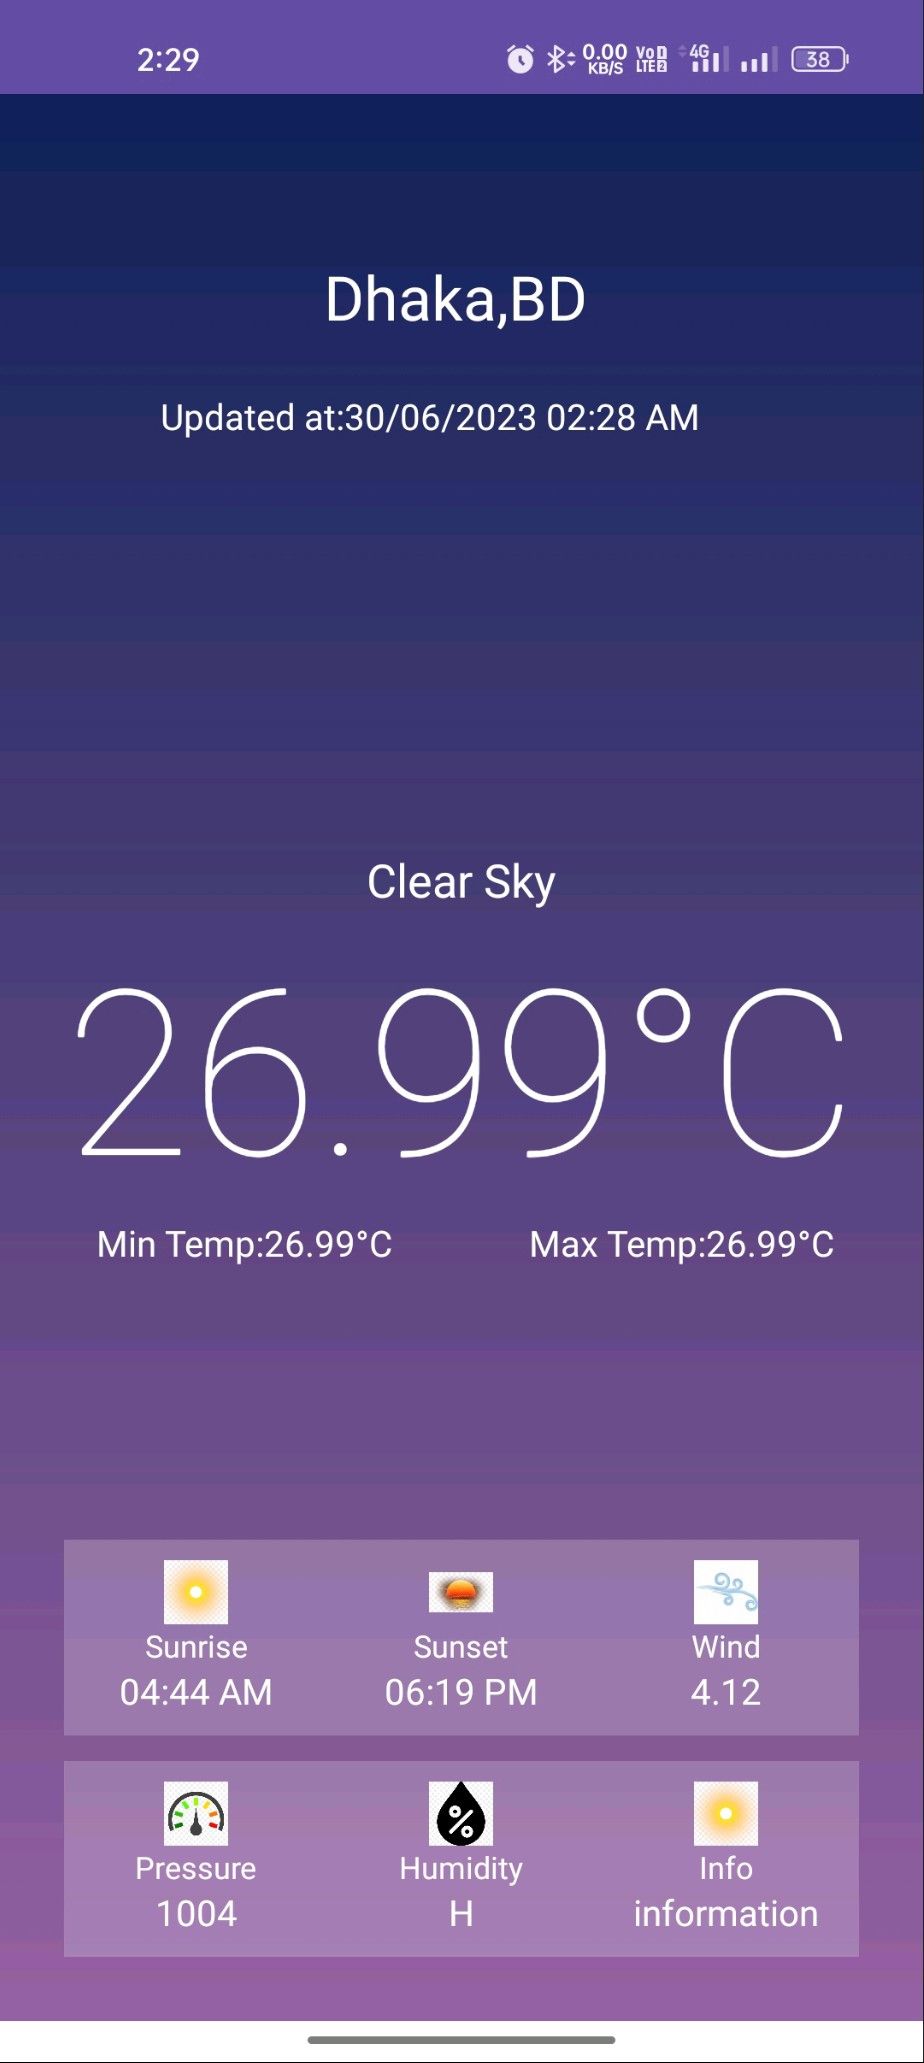 2:29 0.00 KB/S Vo 1 LTE 2 4G 38
Dhaka,BD
Updated at:30/06/2023 02:28 AM
Clear Sky
26.99°C
Min Temp:26.99°C Max Temp:26.99°C
Sunrise Sunset Wind
04:44 AM 06:19 PM 4.12
%
Pressure Humidity Info
1004 H information